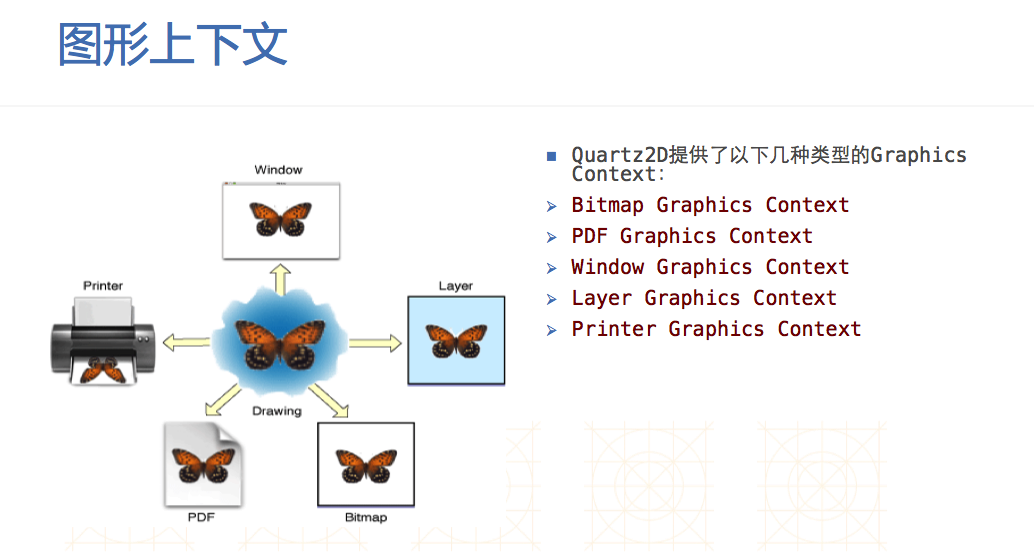 图形上下文
Window
Printer
Layer
Drawing
PDF
Bitmap
Quartz2D提供了以下几种类型的Graphics
Context：
Bitmap Graphics Context
PDF Graphics Context
Window Graphics Context
Layer Graphics Context
Printer Graphics Context